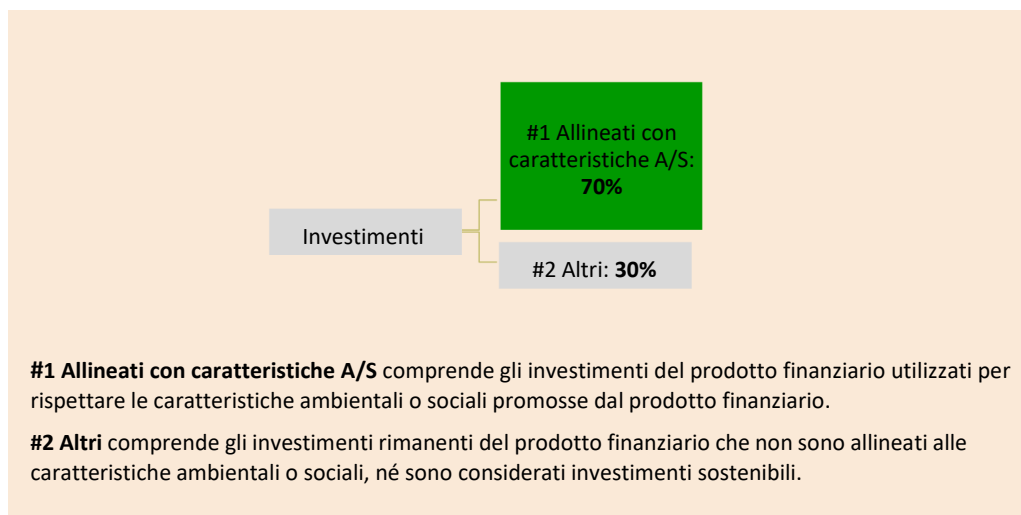 #1 Allineati con
caratteristiche A/S:
70%
Investimenti
#2 Altri: 30%
#1 Allineati con caratteristiche A/S comprende gli investimenti del prodotto finanziario utilizzati per
rispettare le caratteristiche ambientali o sociali promosse dal prodotto finanziario.
#2 Altri comprende gli investimenti rimanenti del prodotto finanziario che non sono allineati alle
caratteristiche ambientali o sociali, né sono considerati investimenti sostenibili.